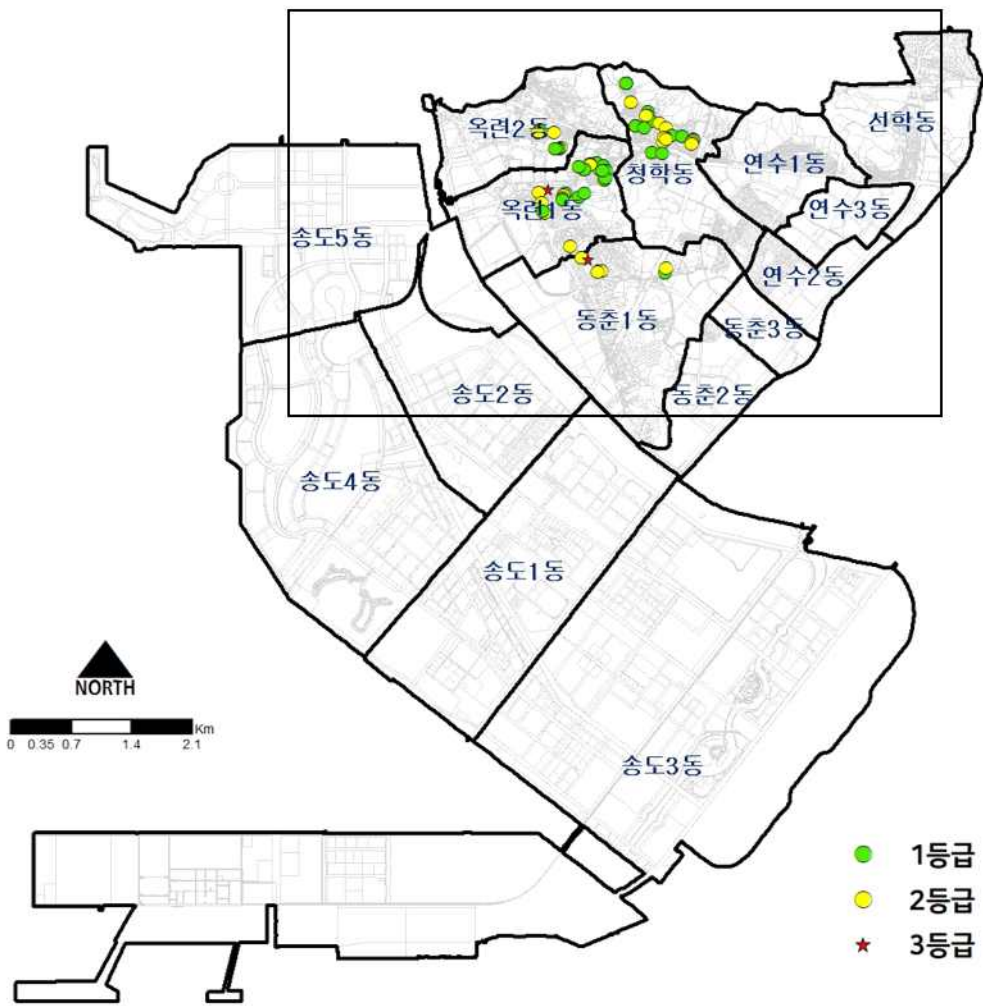 선학동
옥련2동
연수1동
청학동
연수3동
옥련1동
송도5동
연수2동
동춘1동
동춘3동
송도2동
동춘2동
송도4동
송도1동
NORTH
Km
0 0.35 0.7 1.4 2.1
송도3동
1등급
2등급
3등급